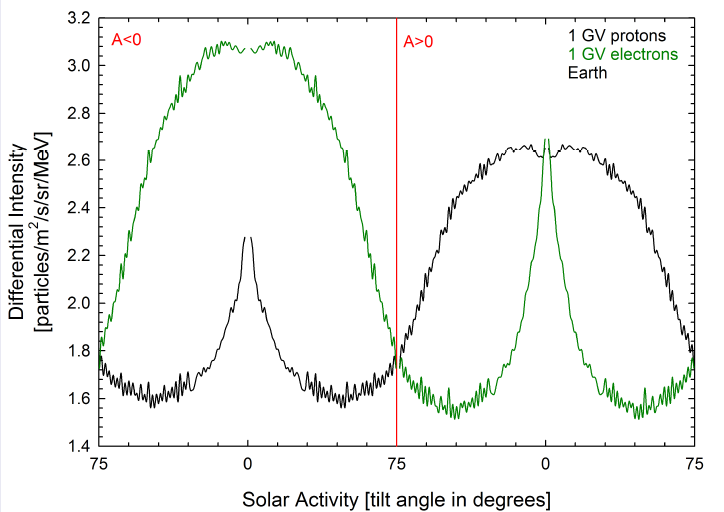 A<0
A>0
1 GV protons
1 GV electrons
Earth
3.2
3.0
2.8
2.6
2.4
2.2
2.0
1.8
1.6
1.4
Differential Intensity
[particles/m²/s/sr/MeV]
75 0 75 0 75
Solar Activity [tilt angle in degrees]